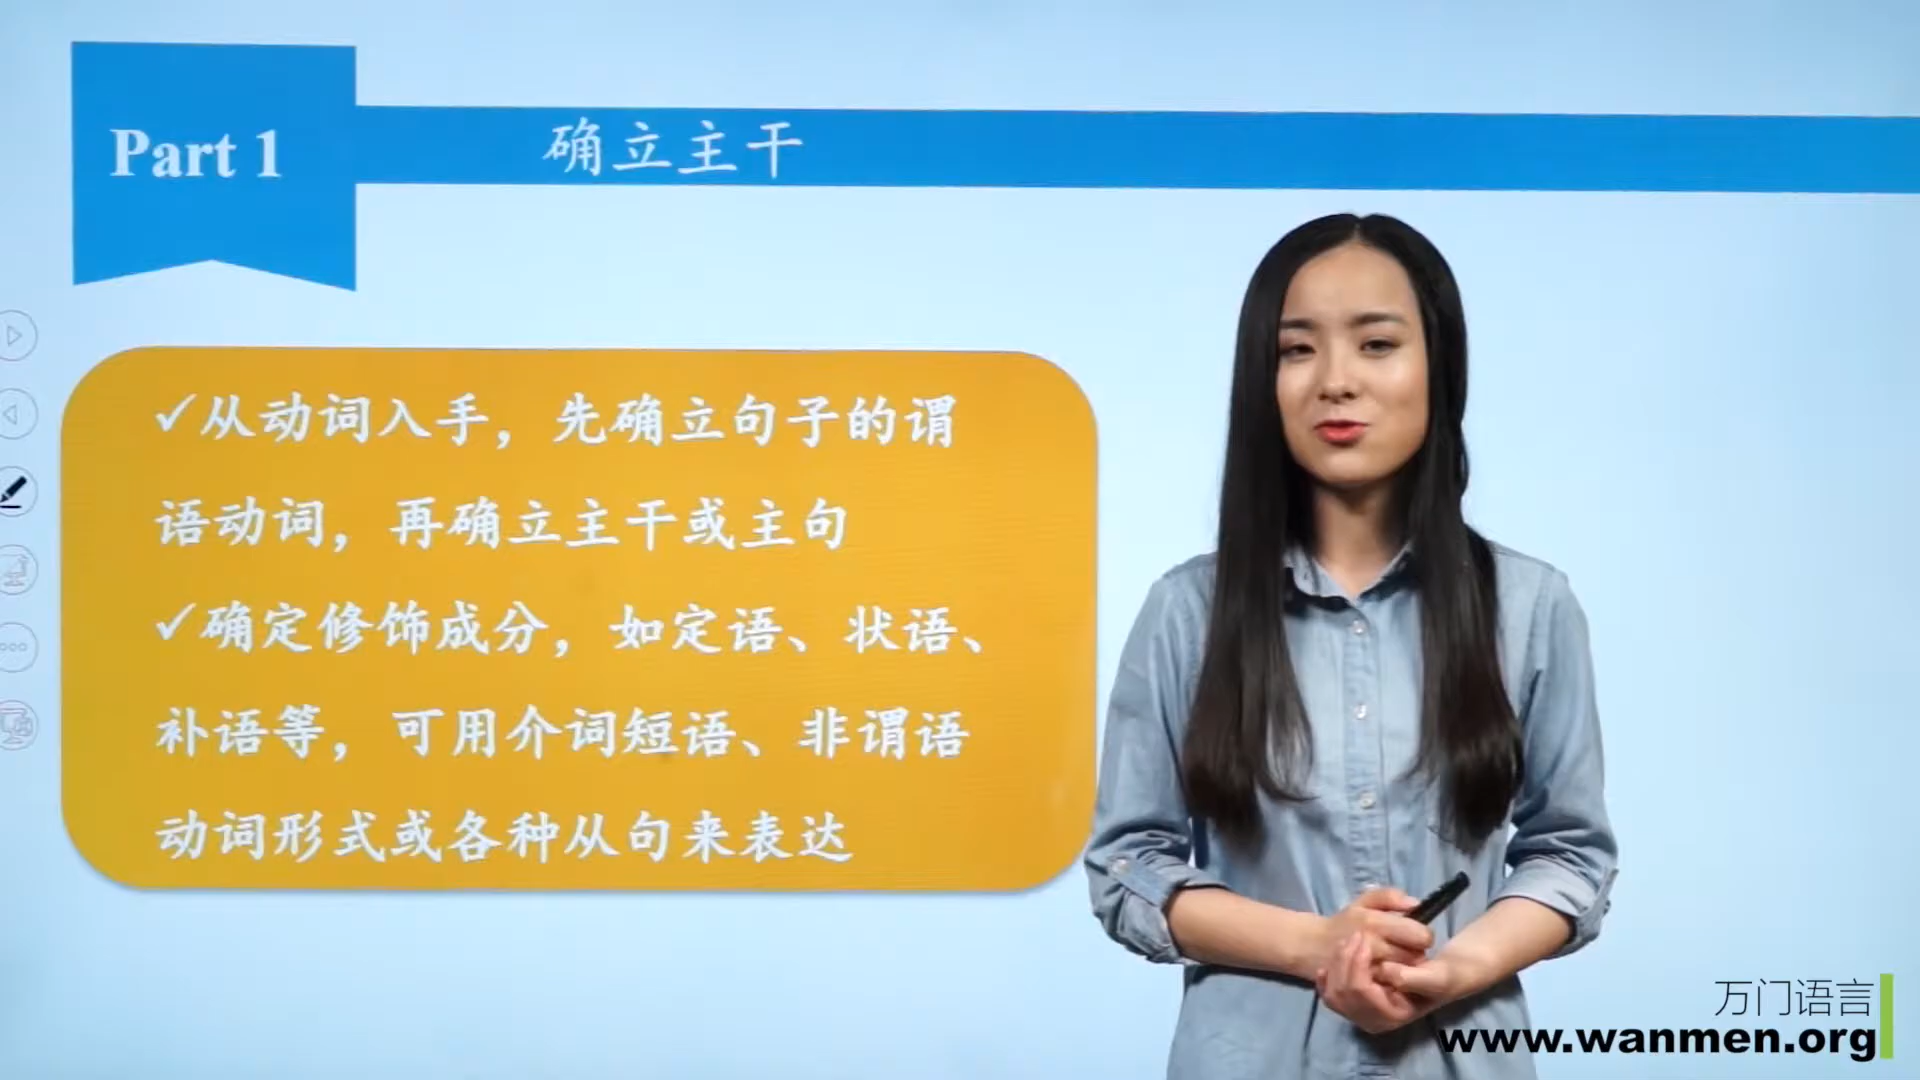 Part 1
确立主干
✓从动词入手，先确立句子的谓
语动词，再确立主干或主句
✓确定修饰成分，如定语、状语、
补语等，可用介词短语、非谓语
动词形式或各种从句来表达
万门语言
www.wanmen.org